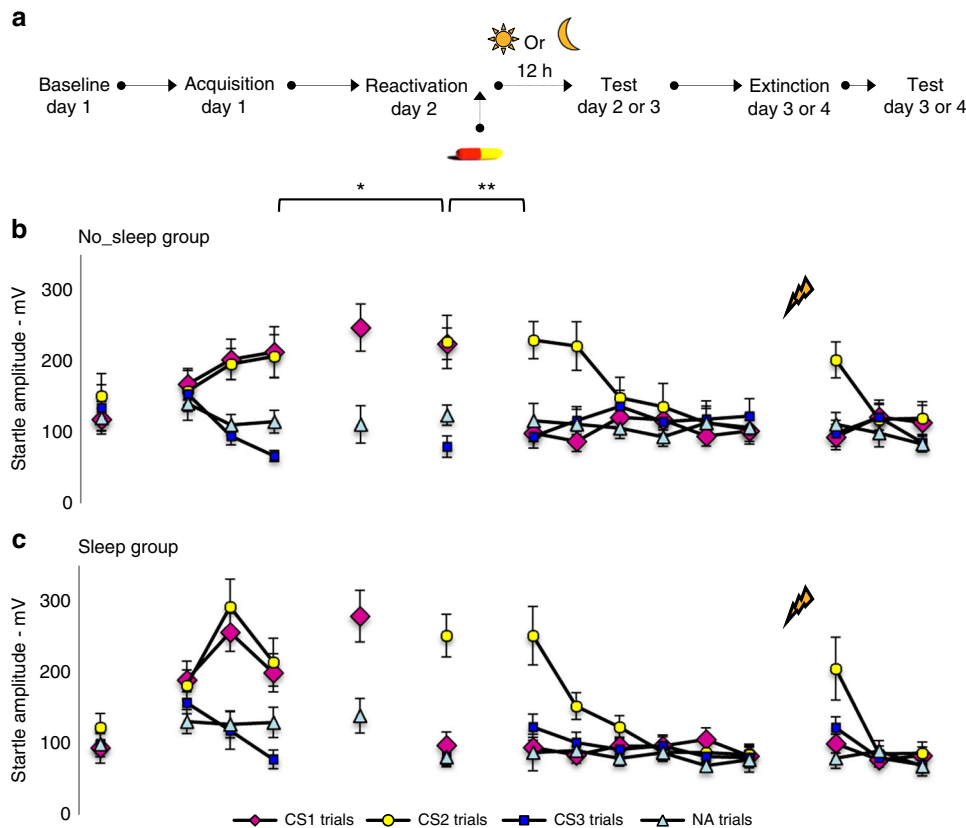 a
Or
12 h
Baseline
day 1
Acquisition
day 1
Reactivation
day 2
Test
day 2 or 3
Extinction
day 3 or 4
Test
day 3 or 4
*
**
b
No_sleep group
Startle amplitude - mV
300
200
100
0
c
Sleep group
Startle amplitude - mV
300
200
100
0
CS1 trials
CS2 trials
CS3 trials
NA trials